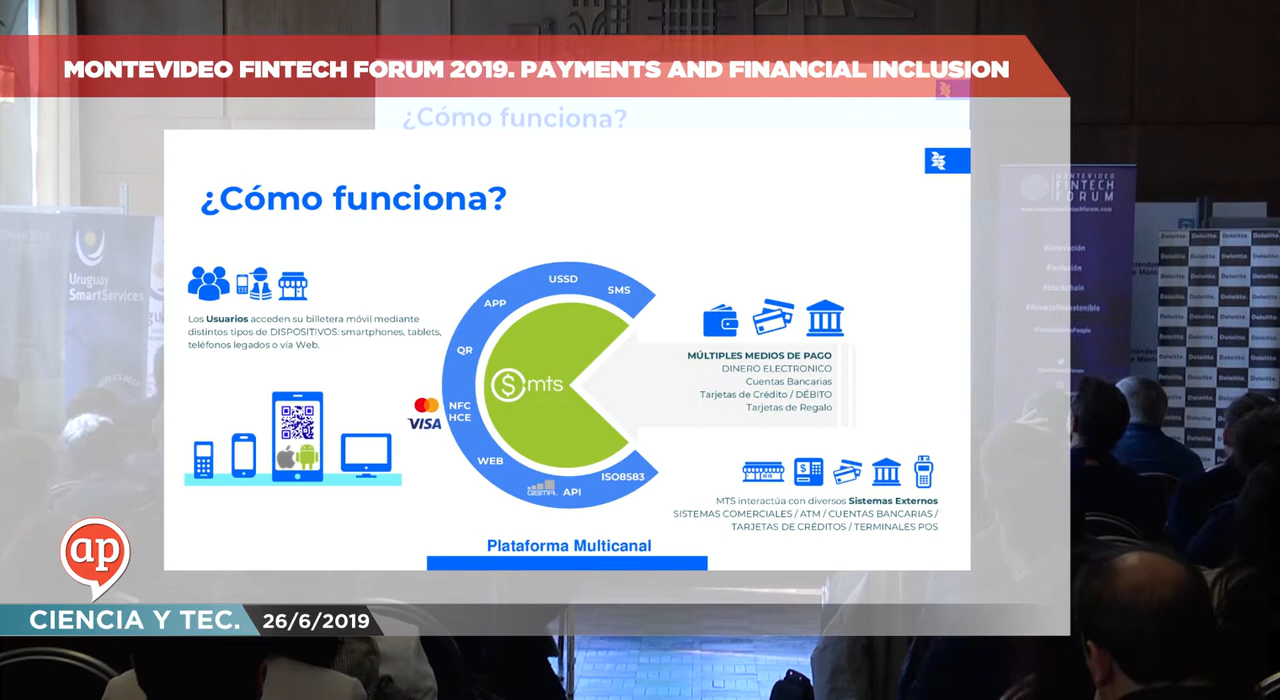 MONTEVIDEO FINTECH FORUM 2019. PAYMENTS AND FINANCIAL INCLUSION
¿Cómo funciona?
¿Cómo funciona?
Los Usuarios acceden su billetera móvil mediante
distintos tipos de DISPOSITIVOS: smartphones, tablets,
teléfonos legados o vía Web.
SMS
USSD
APP
QR
NFC
HCE
WEB
API
ISO8583
VISA
$mts
MÚLTIPLES MEDIOS DE PAGO
DINERO ELECTRONICO
Cuentas Bancarias
Tarjetas de Crédito / DÉBITO
Tarjetas de Regalo
MTS interactúa con diversos Sistemas Externos
SISTEMAS COMERCIALES / ATM / CUENTAS BANCARIAS /
TARJETAS DE CRÉDITOS / TERMINALES POS
Plataforma Multicanal
Uruguay
SmartServices
MONTEVIDEO
FINTECH
FORUM
Deloitte
ap
CIENCIA Y TEC.
26/6/2019